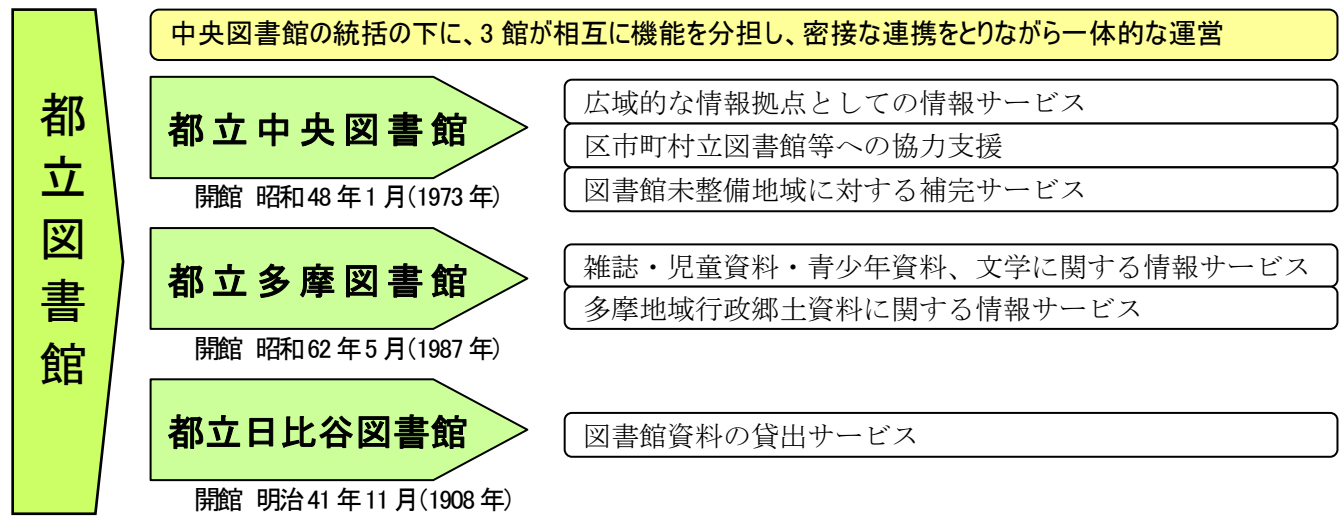 都立図書館
中央図書館の統括の下に、3館が相互に機能を分担し、密接な連携をとりながら一体的な運営
都立中央図書館
開館 昭和48年1月(1973年)
広域的な情報拠点としての情報サービス
区市町村立図書館等への協力支援
図書館未整備地域に対する補完サービス
都立多摩図書館
開館 昭和62年5月(1987年)
雑誌・児童資料・青少年資料、文学に関する情報サービス
多摩地域行政郷土資料に関する情報サービス
都立日比谷図書館
開館 明治41年11月(1908年)
図書館資料の貸出サービス